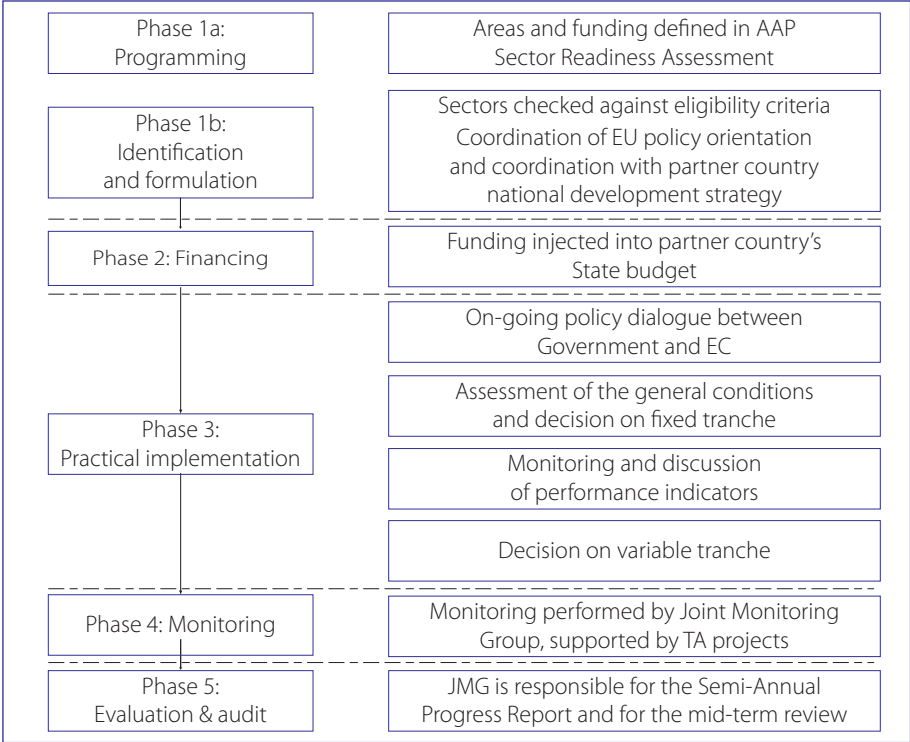 Phase 1a:
Programming
Areas and funding defined in AAP
Sector Readiness Assessment
Phase 1b:
Identification
and formulation
Sectors checked against eligibility criteria
Coordination of EU policy orientation
and coordination with partner country
national development strategy
Phase 2: Financing
Funding injected into partner country's
State budget
Phase 3:
Practical implementation
On-going policy dialogue between
Government and EC
Assessment of the general conditions
and decision on fixed tranche
Monitoring and discussion
of performance indicators
Decision on variable tranche
Phase 4: Monitoring
Monitoring performed by Joint Monitoring
Group, supported by TA projects
Phase 5:
Evaluation & audit
JMG is responsible for the Semi-Annual
Progress Report and for the mid-term review